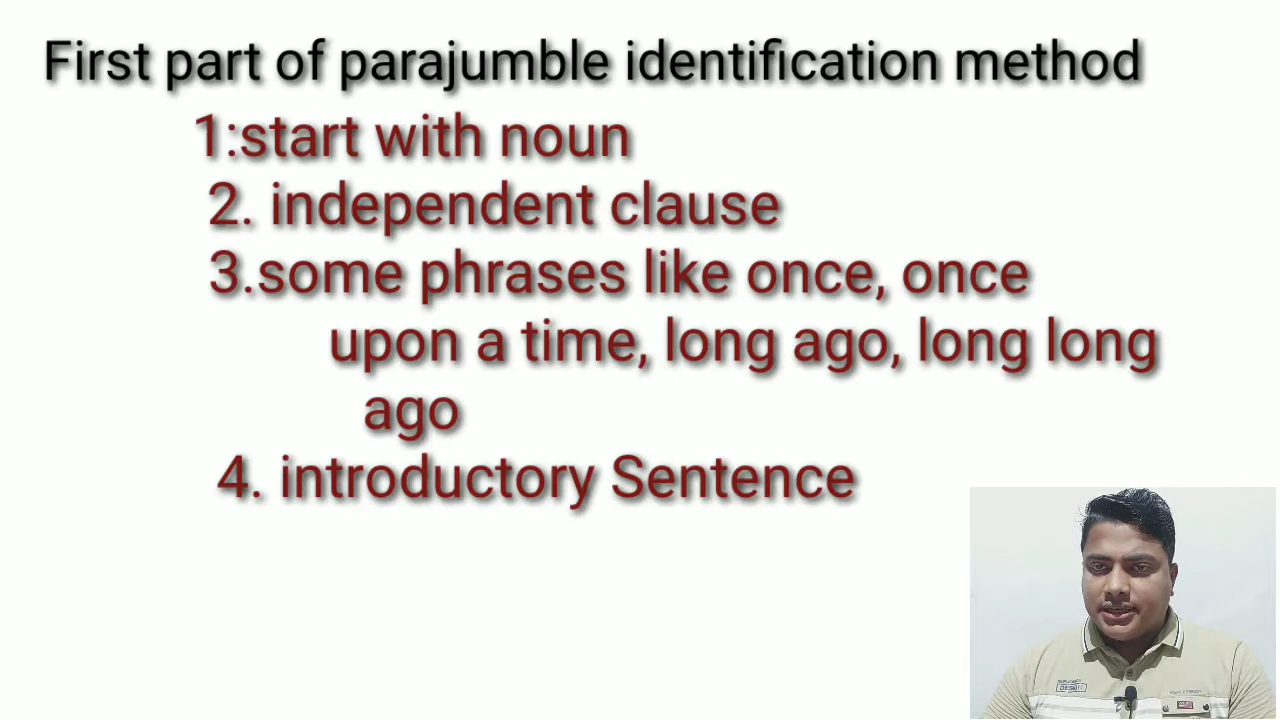 First part of parajumble identification method
1:start with noun
2. independent clause
3.some phrases like once, once
upon a time, long ago, long long
ago
4. introductory Sentence